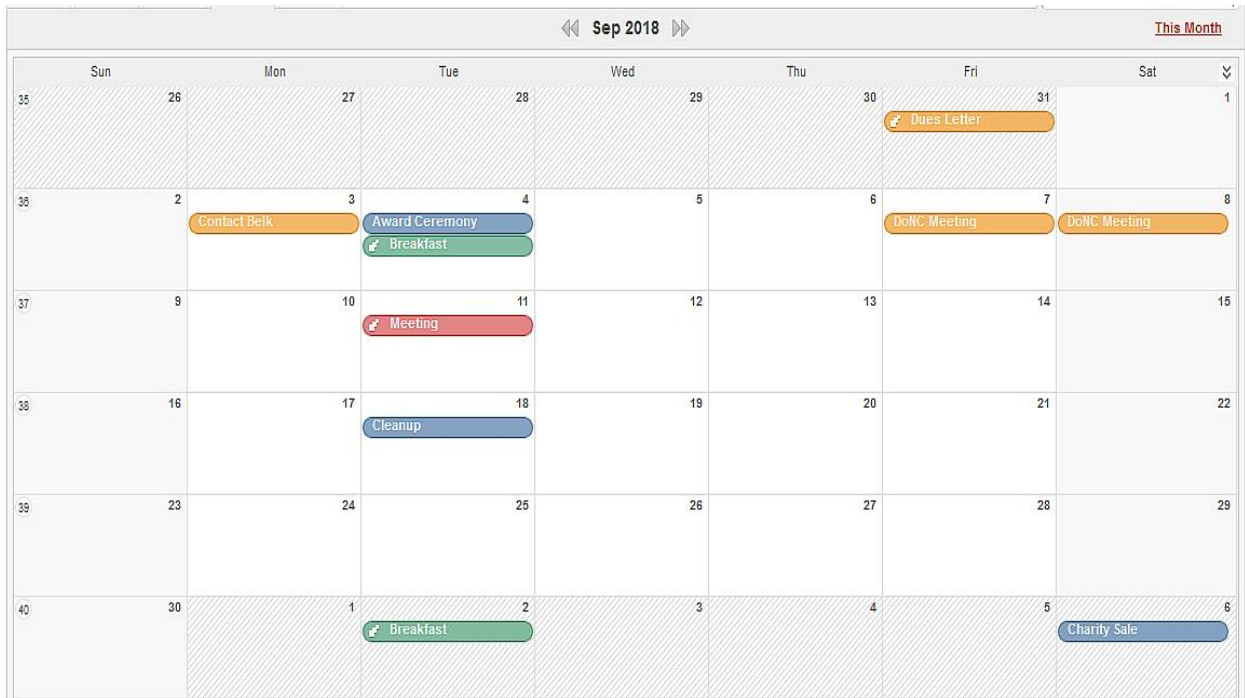 Sep 2018 This Month
Sun Mon Tue Wed Thu Fri Sat
35 26 27 28 29 30 31 1
Dues Letter
36 2 3 4 5 6 7 8
Contact Belk Award Ceremony DoNC Meeting DoNC Meeting
Breakfast
37 9 10 11 12 13 14 15
Meeting
38 16 17 18 19 20 21 22
Cleanup
39 23 24 25 26 27 28 29
40 30 1 2 3 4 5 6
Breakfast Charity Sale